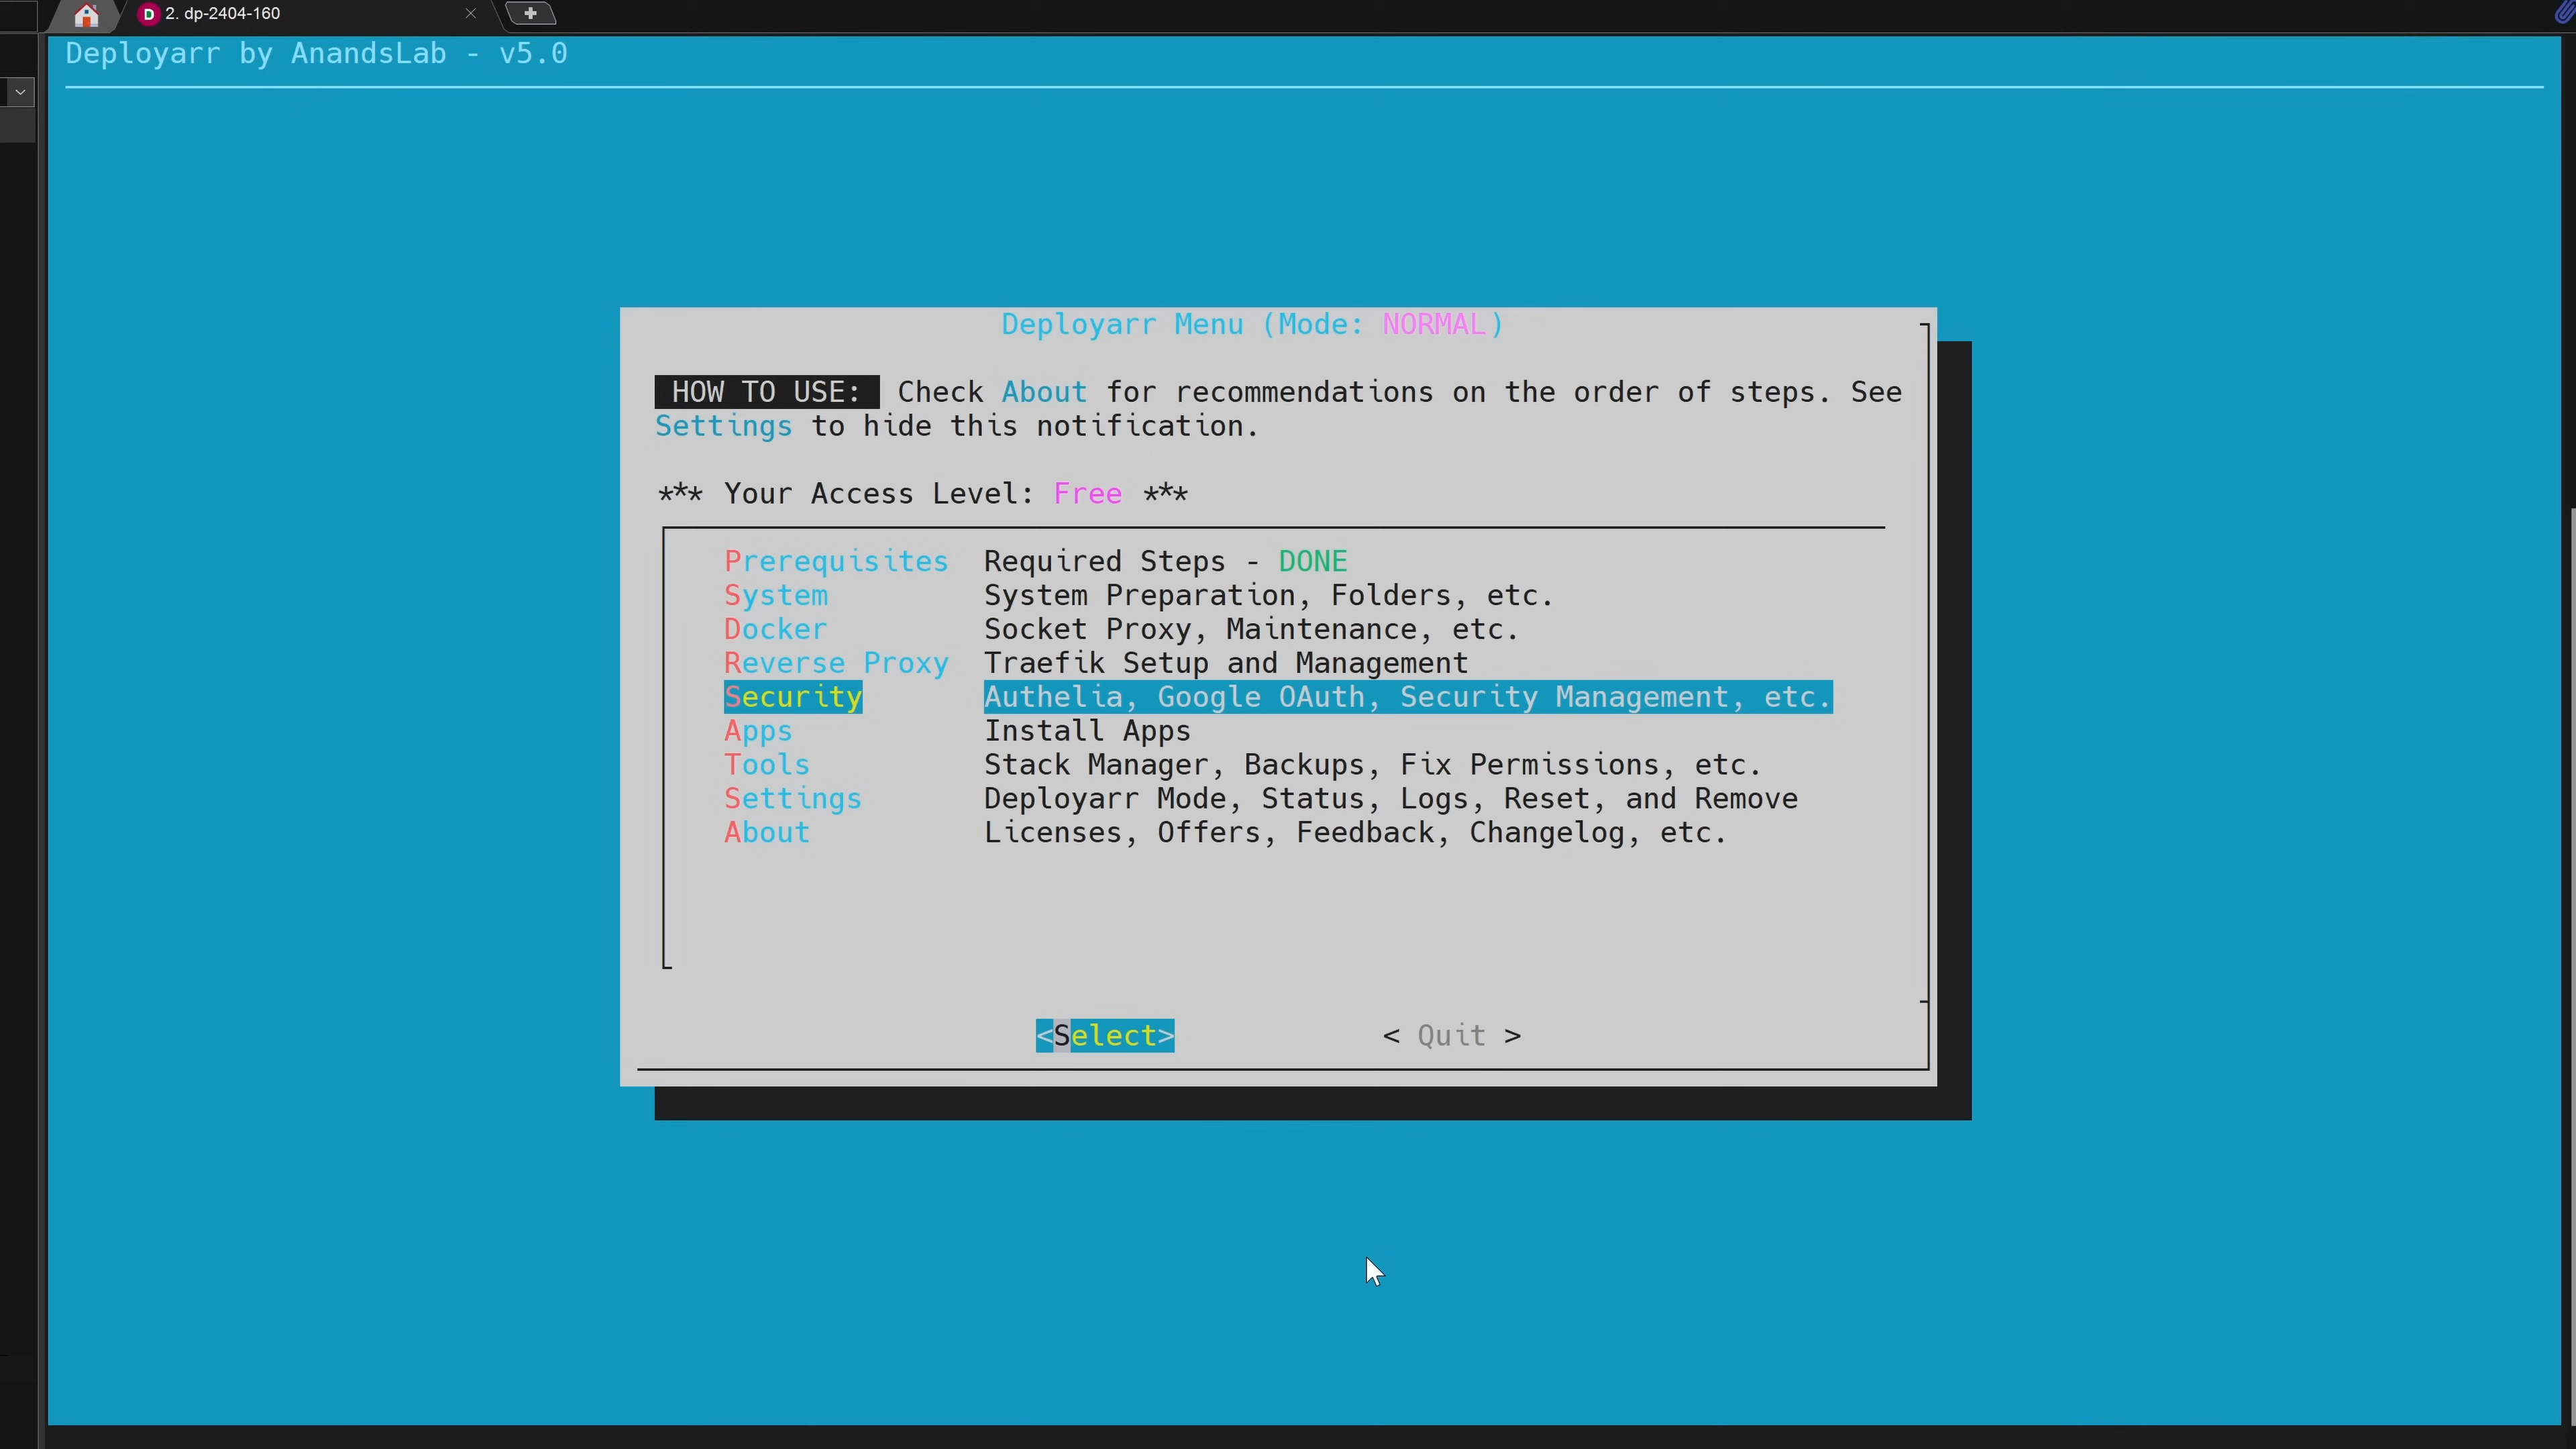 2. dp-2404-160
Deployarr by AnandsLab - v5.0
Deployarr Menu (Mode: NORMAL)
HOW TO USE: Check About for recommendations on the order of steps. See
Settings to hide this notification.
*** Your Access Level: Free ***
Prerequisites Required Steps - DONE
System System Preparation, Folders, etc.
Docker Socket Proxy, Maintenance, etc.
Reverse Proxy Traefik Setup and Management
Security Authelia, Google OAuth, Security Management, etc.
Apps Install Apps
Tools Stack Manager, Backups, Fix Permissions, etc.
Settings Deployarr Mode, Status, Logs, Reset, and Remove
About Licenses, Offers, Feedback, Changelog, etc.
<Select> < Quit >